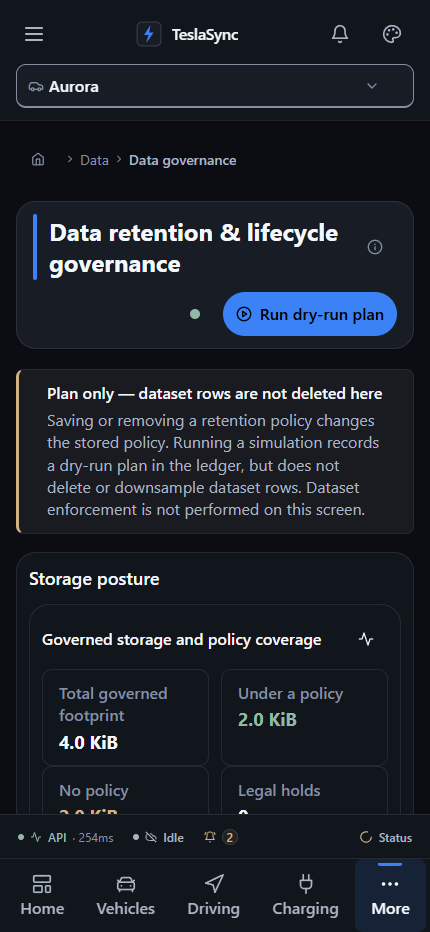 TeslaSync
Aurora
Data
Data governance
Data retention & lifecycle
governance
Run dry-run plan
Plan only — dataset rows are not deleted here
Saving or removing a retention policy changes
the stored policy. Running a simulation records
a dry-run plan in the ledger, but does not
delete or downsample dataset rows. Dataset
enforcement is not performed on this screen.
Storage posture
Governed storage and policy coverage
Total governed
footprint
4.0 KiB
Under a policy
2.0 KiB
No policy
Legal holds
API · 254ms
Idle
2
Status
Home
Vehicles
Driving
Charging
More